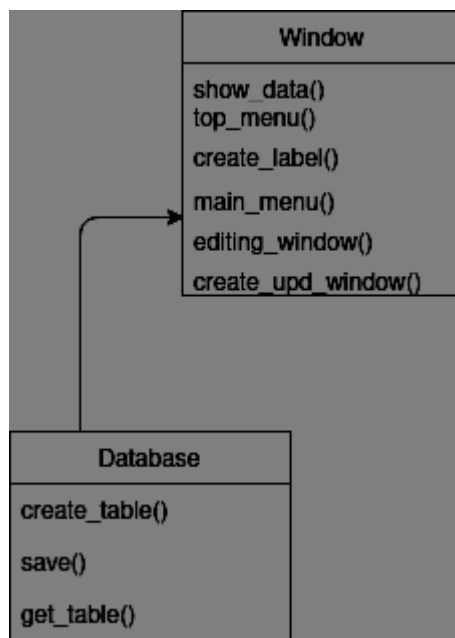 Window
show_data()
top_menu()
create_label()
main_menu()
editing_window()
create_upd_window()
Database
create_table()
save()
get_table()